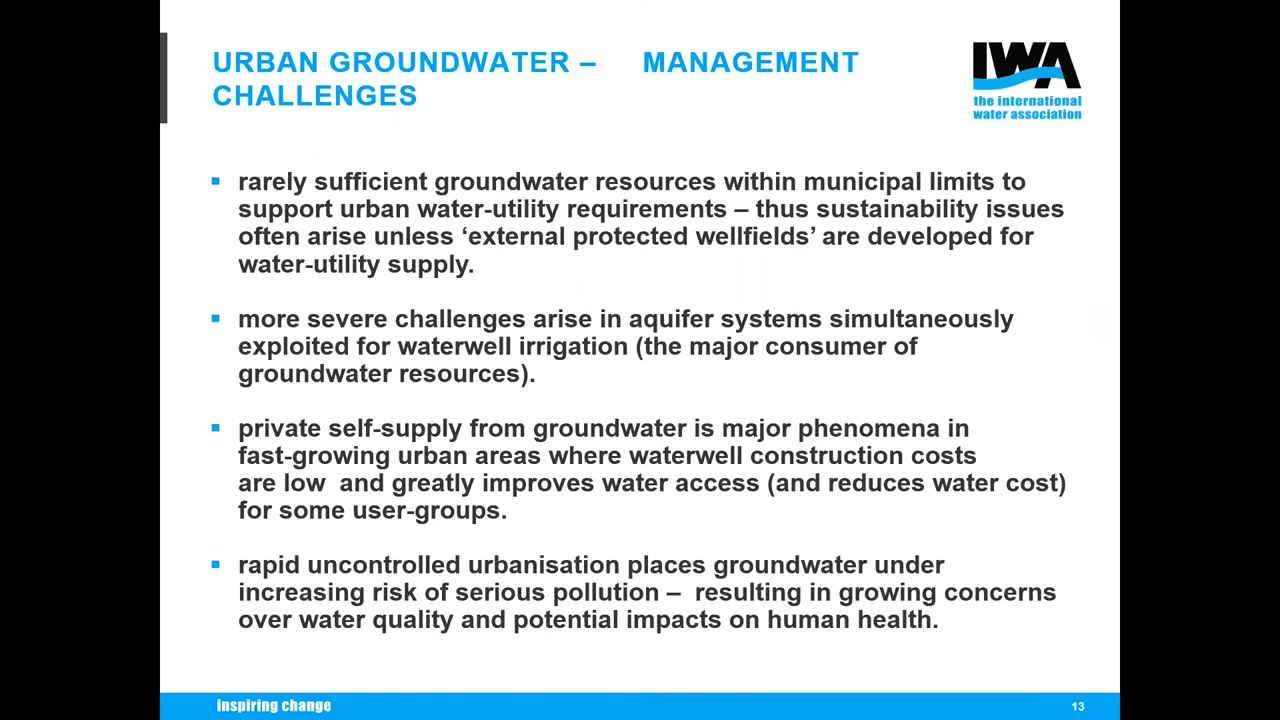 URBAN GROUNDWATER – MANAGEMENT
CHALLENGES
IWA
the international
water association
▪ rarely sufficient groundwater resources within municipal limits to
support urban water-utility requirements – thus sustainability issues
often arise unless ‘external protected wellfields’ are developed for
water-utility supply.
▪ more severe challenges arise in aquifer systems simultaneously
exploited for waterwell irrigation (the major consumer of
groundwater resources).
▪ private self-supply from groundwater is major phenomena in
fast-growing urban areas where waterwell construction costs
are low and greatly improves water access (and reduces water cost)
for some user-groups.
▪ rapid uncontrolled urbanisation places groundwater under
increasing risk of serious pollution – resulting in growing concerns
over water quality and potential impacts on human health.
inspiring change
13